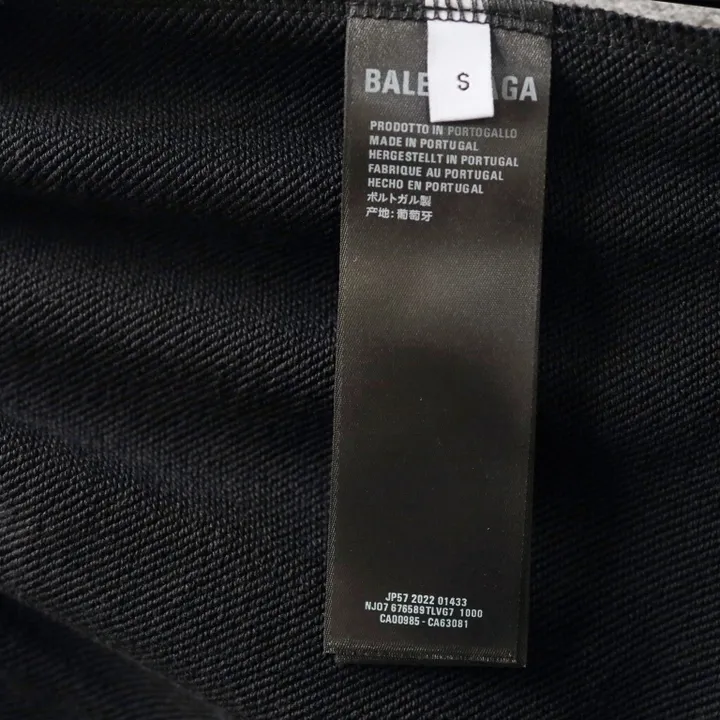 BALE AGA
S
PRODOTTO IN PORTOGALLO
MADE IN PORTUGAL
HERGESTELLT IN PORTUGAL
FABRIQUE AU PORTUGAL
HECHO EN PORTUGAL
ポルトガル製
产地: 葡萄牙
JP57 2022 01433
NJ07 676589TLVG7 1000
CA00985 - CA63081